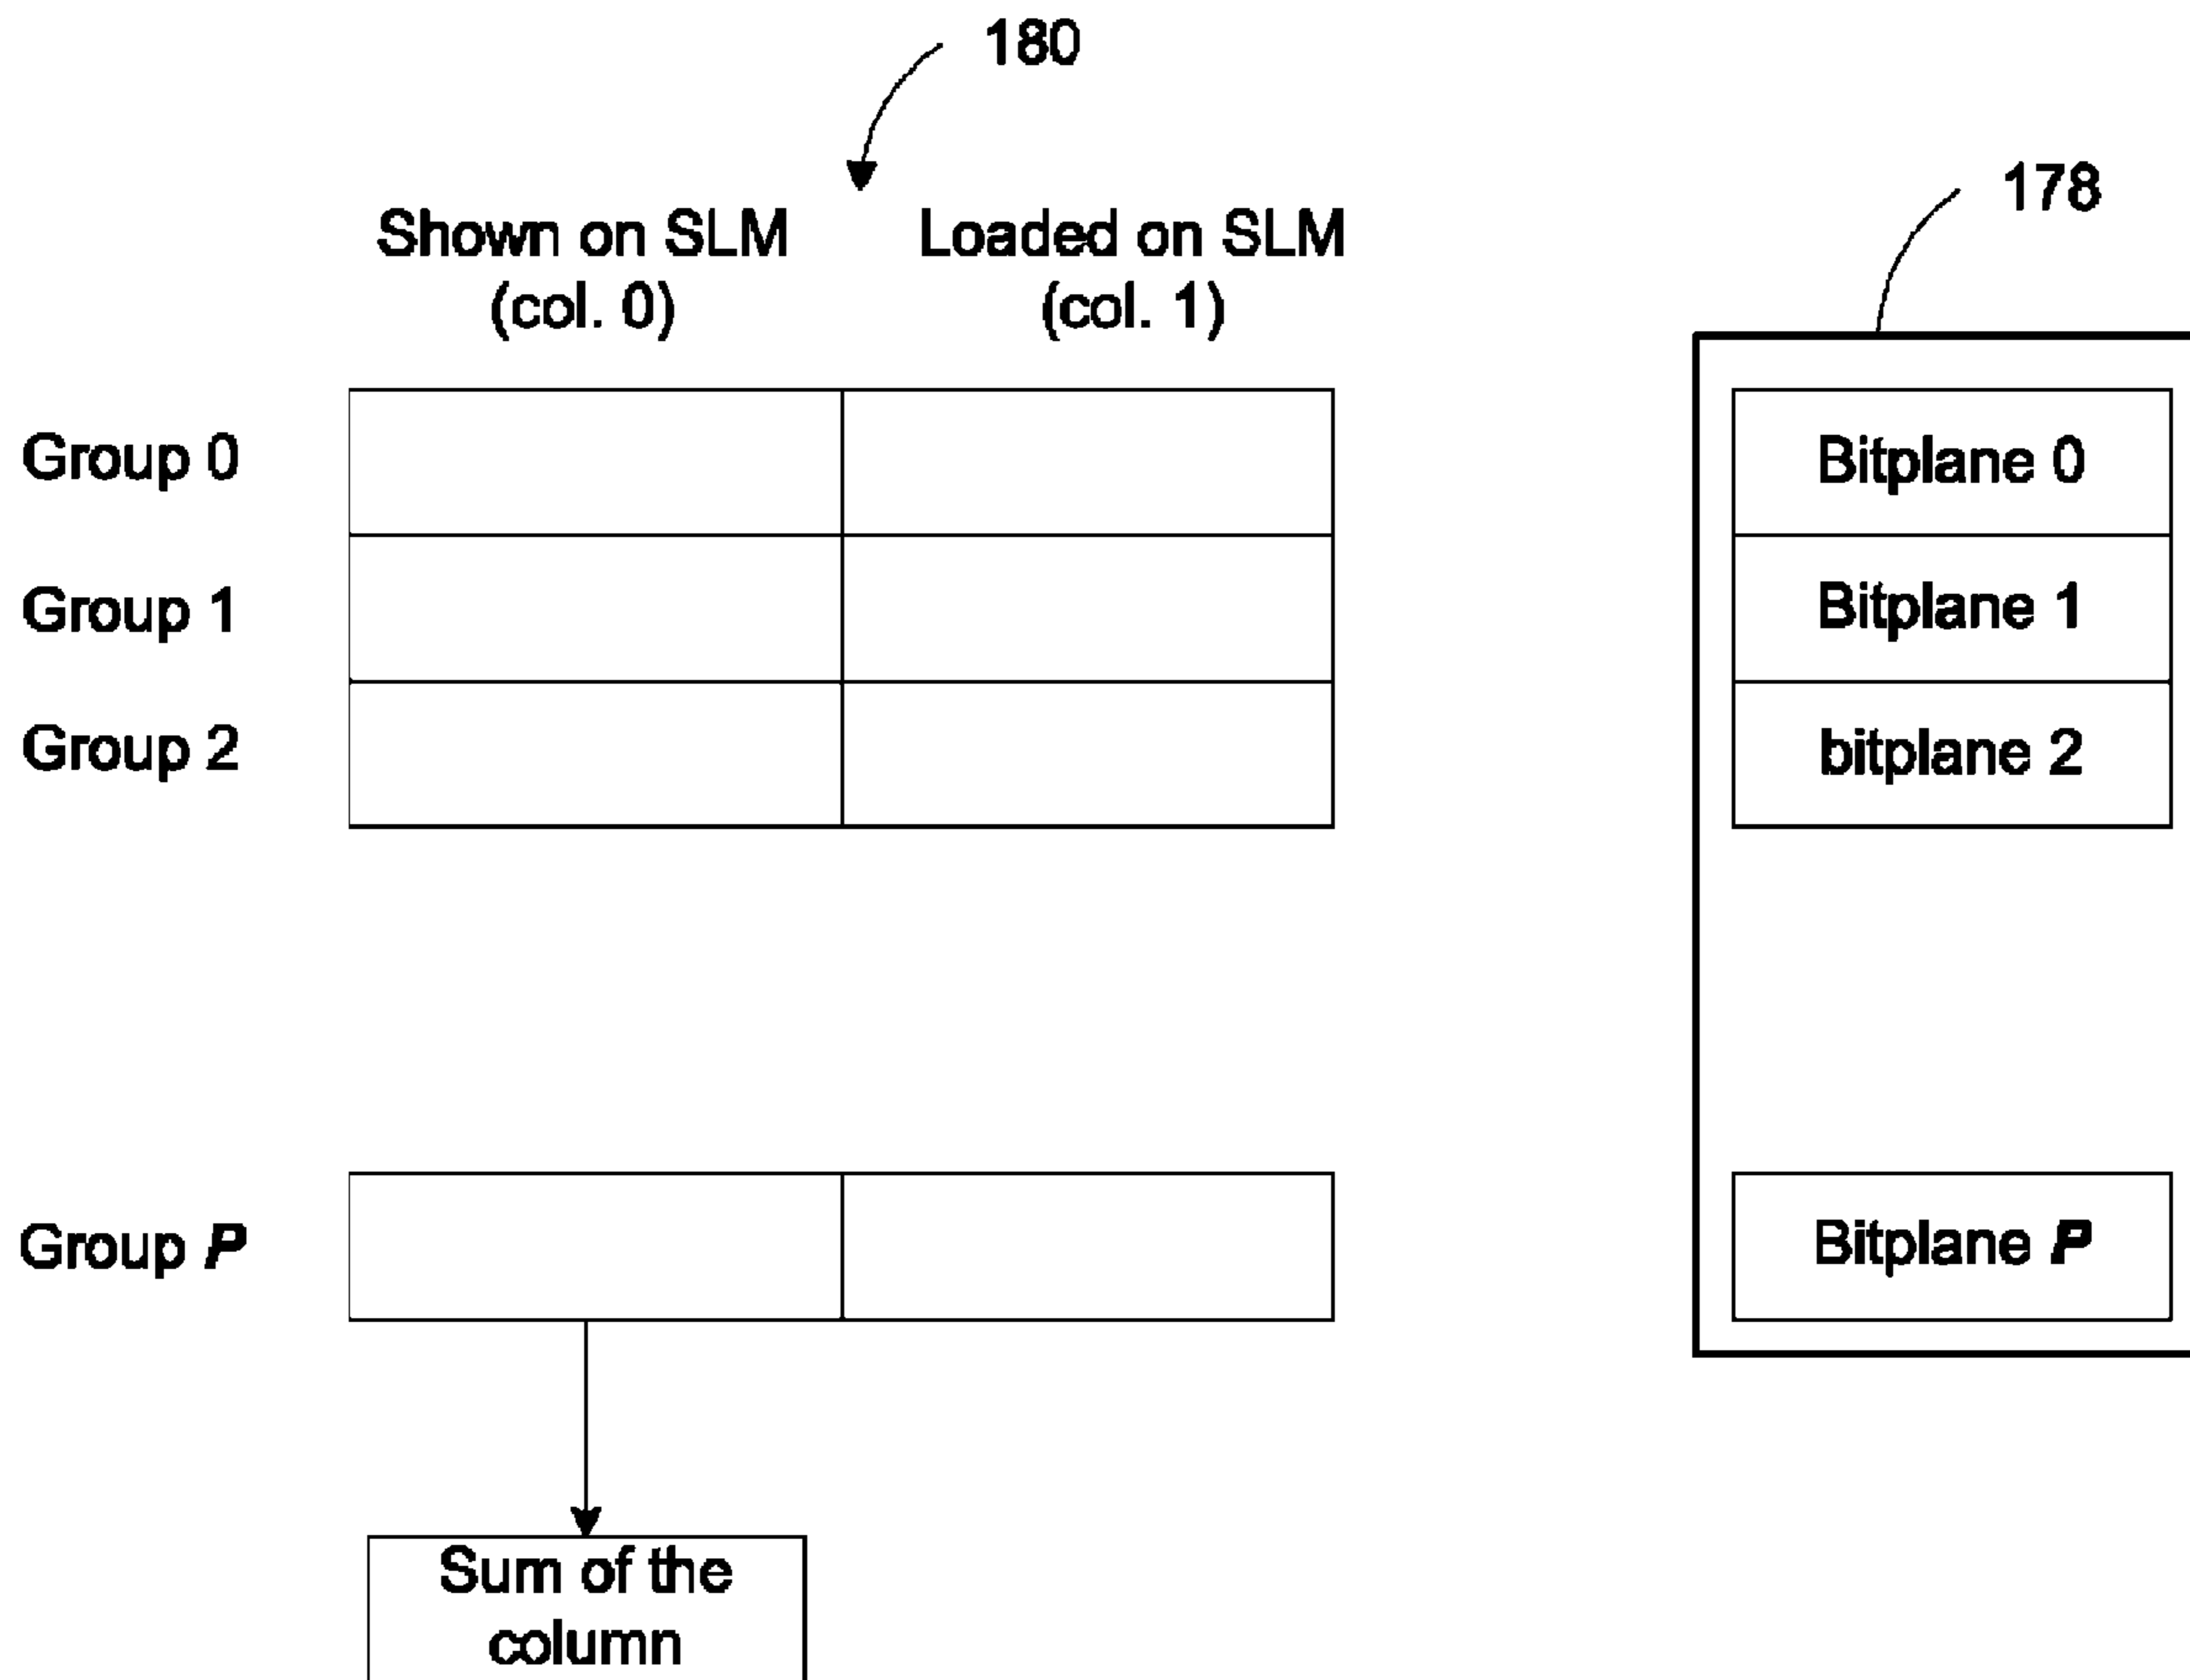 180
178
Shown on SLM
(col. 0)
Loaded on SLM
(col. 1)
Group 0
Bitplane 0
Group 1
Bitplane 1
Group 2
bitplane 2
Group P
Bitplane P
Sum of the
column